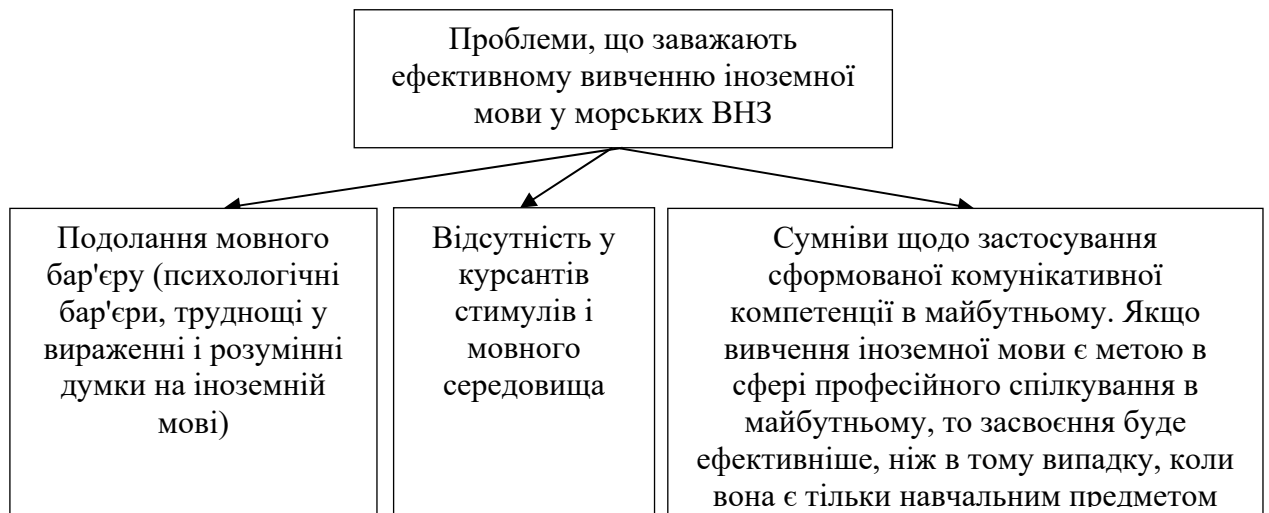 Проблеми, що заважають
ефективному вивченню іноземної
мови у морських ВНЗ
Подолання мовного
бар'єру (психологічні
бар'єри, труднощі у
вираженні і розумінні
думки на іноземній
мові)
Відсутність у
курсантів
стимулів і
мовного
середовища
Сумніви щодо застосування
сформованої комунікативної
компетенції в майбутньому. Якщо
вивчення іноземної мови є метою в
сфері професійного спілкування в
майбутньому, то засвоєння буде
ефективніше, ніж в тому випадку, коли
вона є тільки навчальним предметом